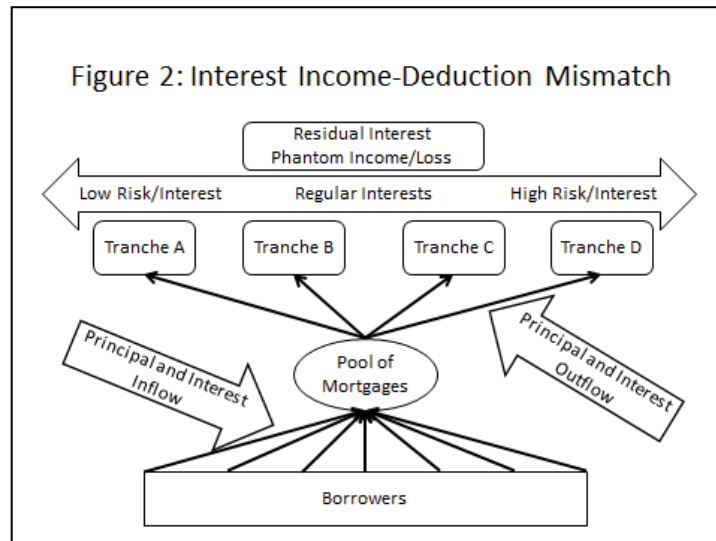 Figure 2: Interest Income-Deduction Mismatch
Residual Interest
Phantom Income/Loss
Low Risk/Interest
Regular Interests
High Risk/Interest
Tranche A
Tranche B
Tranche C
Tranche D
Principal and Interest
Inflow
Pool of
Mortgages
Principal and Interest
Outflow
Borrowers